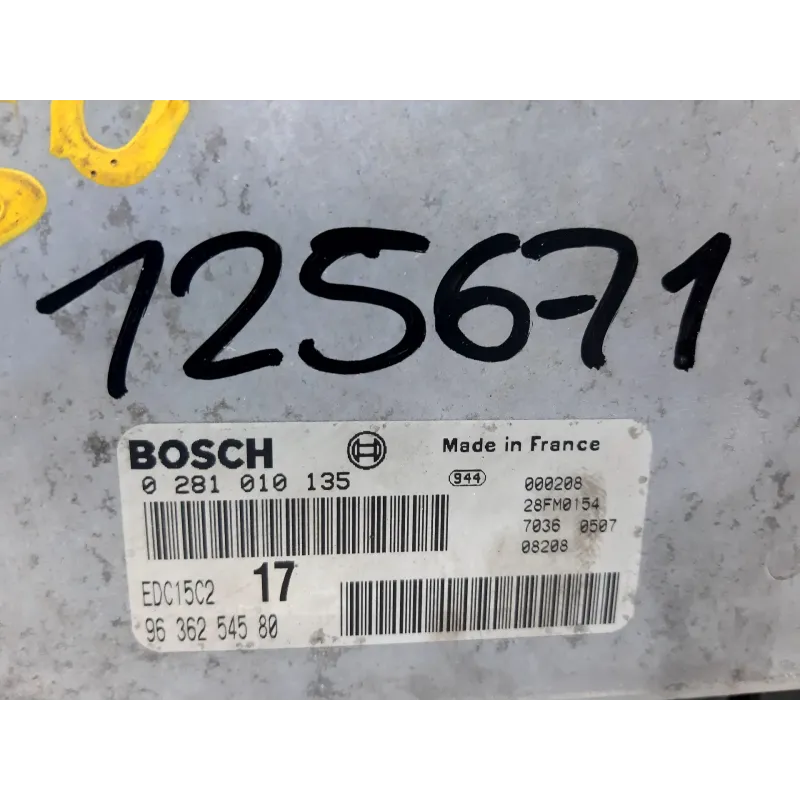 125671
BOSCH Made in France
0 281 010 135 944 000208
28FM0154
7036 0507
08208
EDC15C2 17
96 362 545 80